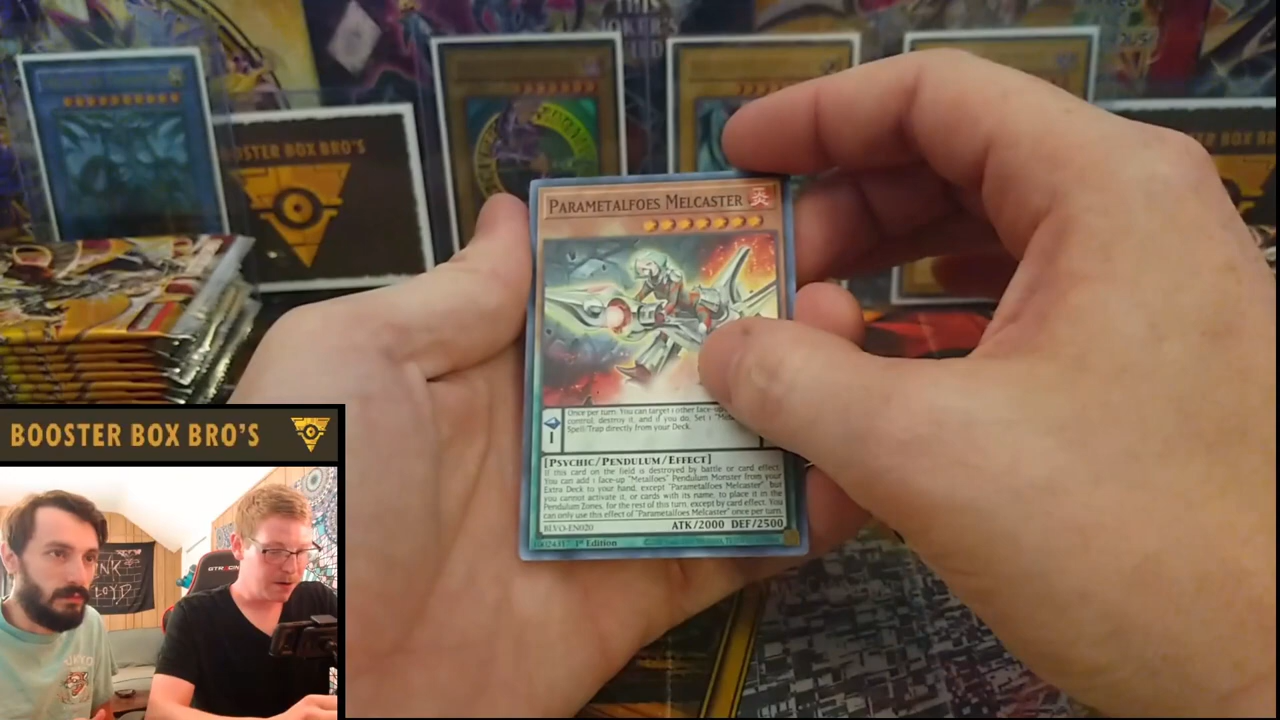 THIS
JOKER'S
WILD
BOOSTER BOX BRO'S
PARAMETALFOES MELCASTER
炎
Once per turn: You can target 1 other face-up
control; destroy it, and if you do, Set 1
Spell/Trap directly from your Deck.
1
[PSYCHIC/PENDULUM/EFFECT]
If this card on the field is destroyed by battle or card effect:
You can add 1 face-up "Metalfoes" Pendulum Monster from your
Extra Deck to your hand, except "Parametalfoes Melcaster", but
you cannot activate it, or cards with its name, to place it in the
Pendulum Zones, for the rest of this turn, except by card effect. You
can only use this effect of "Parametalfoes Melcaster" once per turn.
BLVO-EN020
ATK/2000 DEF/2500
1st Edition
BOOSTER BOX BRO'S
GTRACING